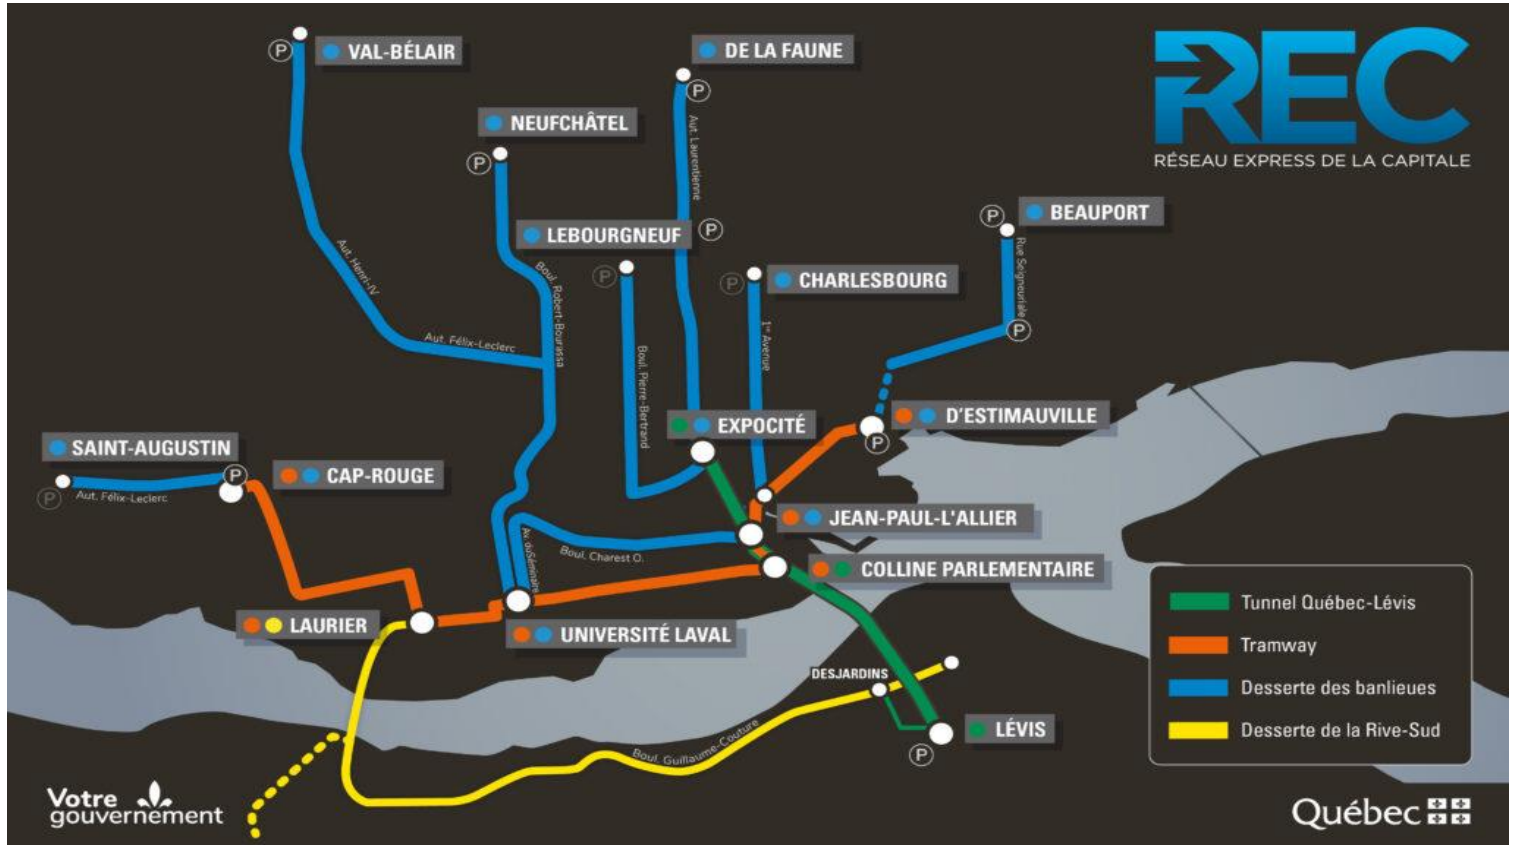 VAL-BÉLAIR
P
DE LA FAUNE
P
REC
RÉSEAU EXPRESS DE LA CAPITALE
NEUFCHÂTEL
P
Aut. Laurentienne
BEAUPORT
P
LEBOURGNEUF
P
Rue Seigneuriale
P
CHARLESBOURG
P
P
Aut. Henri-IV
Boul. Robert-Bourassa
Aut. Félix-Leclerc
Boul. Pierre-Bertrand
1re Avenue
EXPOCITÉ
D'ESTIMAUVILLE
P
SAINT-AUGUSTIN
P
Aut. Félix-Leclerc
P
CAP-ROUGE
JEAN-PAUL-L'ALLIER
Av. du Séminaire
Boul. Charest O.
COLLINE PARLEMENTAIRE
LAURIER
UNIVERSITÉ LAVAL
DESJARDINS
LÉVIS
P
Boul. Guillaume-Couture
Tunnel Québec-Lévis
Tramway
Desserte des banlieues
Desserte de la Rive-Sud
Votre
gouvernement
Québec